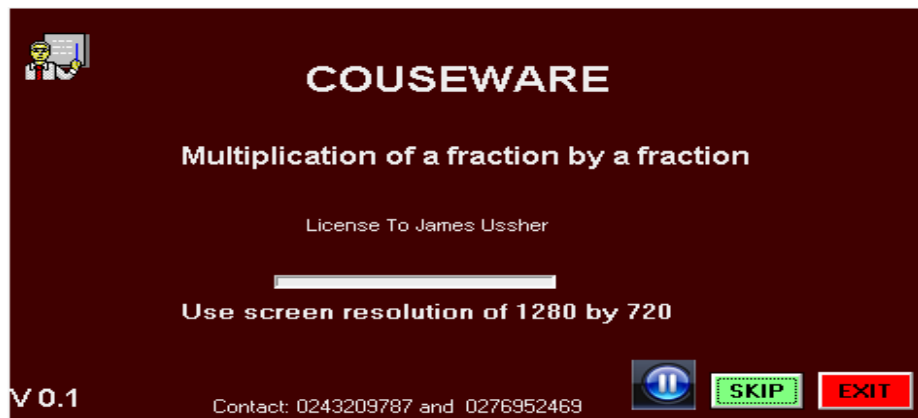 COUSEWARE
Multiplication of a fraction by a fraction
License To James Ussher
Use screen resolution of 1280 by 720
V 0.1
Contact: 0243209787 and 0276952469
SKIP
EXIT